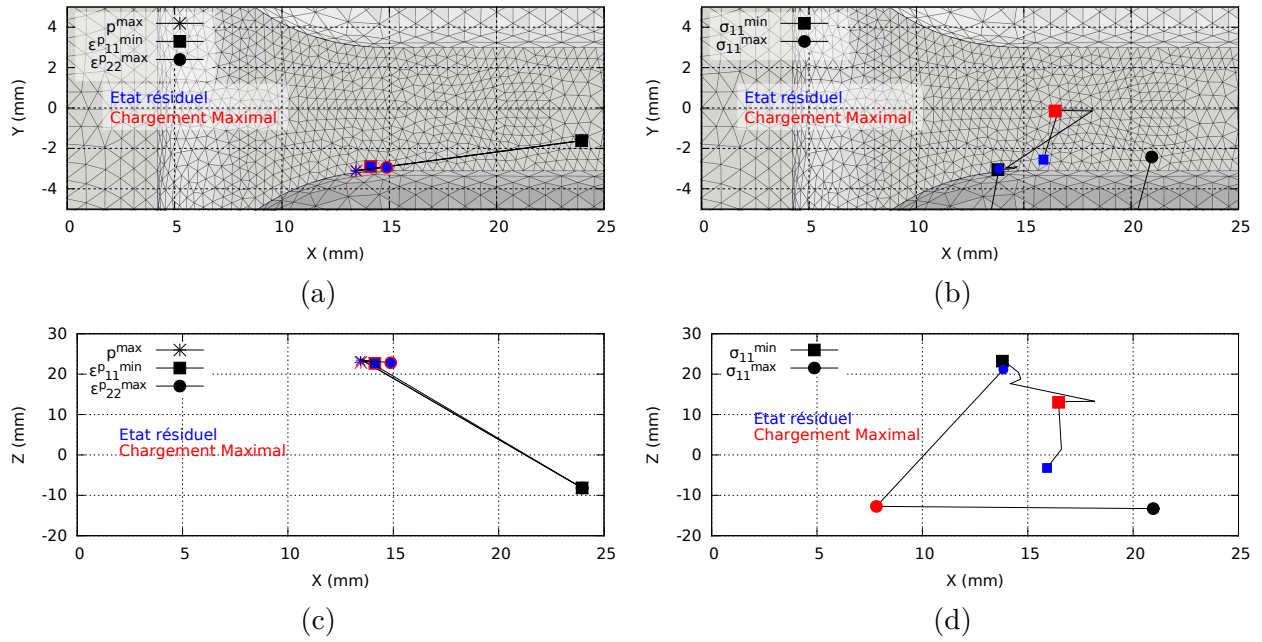 4
2
0
-2
-4
Y (mm)
p^max
ε^p_11^min
ε^p_22^max
Etat résiduel
Chargement Maximal
0 5 10 15 20 25
X (mm)
(a)
4
2
0
-2
-4
Y (mm)
σ_11^min
σ_11^max
Etat résiduel
Chargement Maximal
0 5 10 15 20 25
X (mm)
(b)
30
20
10
0
-10
-20
Z (mm)
p^max
ε^p_11^min
ε^p_22^max
Etat résiduel
Chargement Maximal
0 5 10 15 20 25
X (mm)
(c)
30
20
10
0
-10
-20
Z (mm)
σ_11^min
σ_11^max
Etat résiduel
Chargement Maximal
0 5 10 15 20 25
X (mm)
(d)